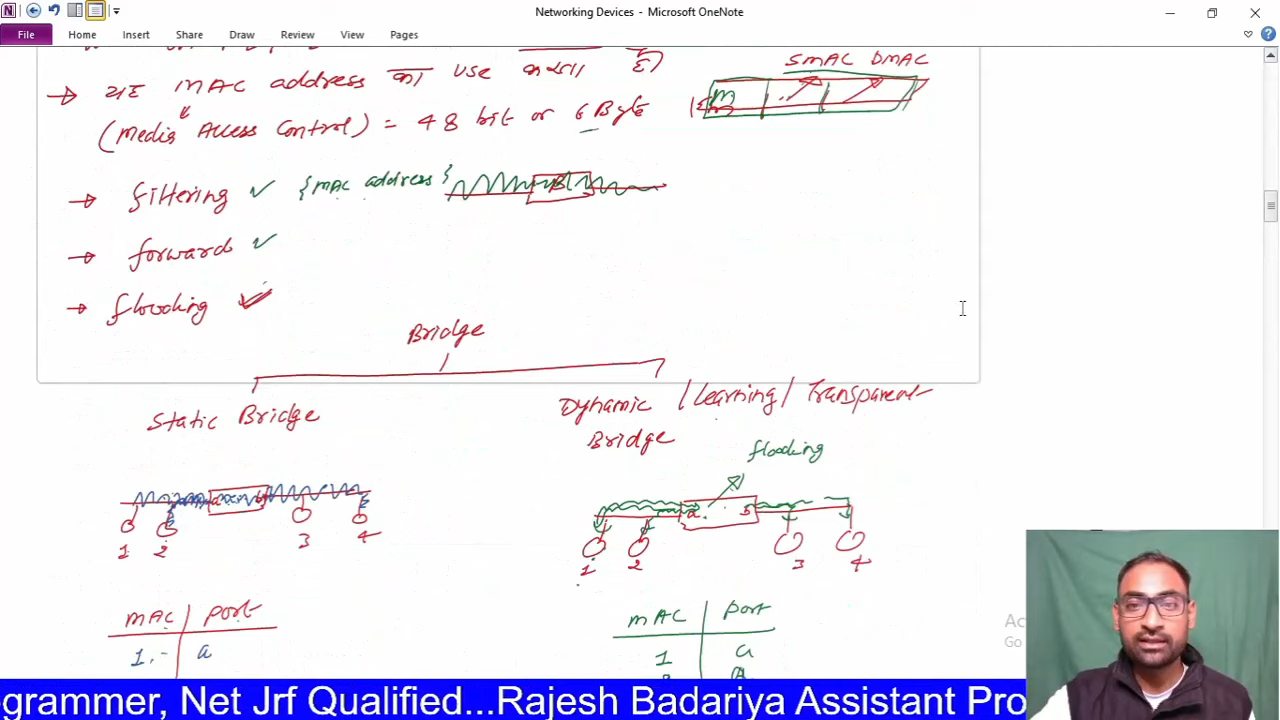 Networking Devices - Microsoft OneNote
File Home Insert Share Draw Review View Pages
SMAC DMAC
→ यह MAC address का use करता है
(Media Access Control) = 48 bit or 6 Byte
→ filtering ✓ {MAC address} B
→ forward ✓
→ flooding ✓
Bridge
Static Bridge
Dynamic / Learning / Transparent
Bridge
flooding
a b
a b
1 2 3 4
1 2 3 4
MAC | Port
1 | a
MAC | Port
1 | a
Ac
Go
ogrammer, Net Jrf Qualified...Rajesh Badariya Assistant Pro